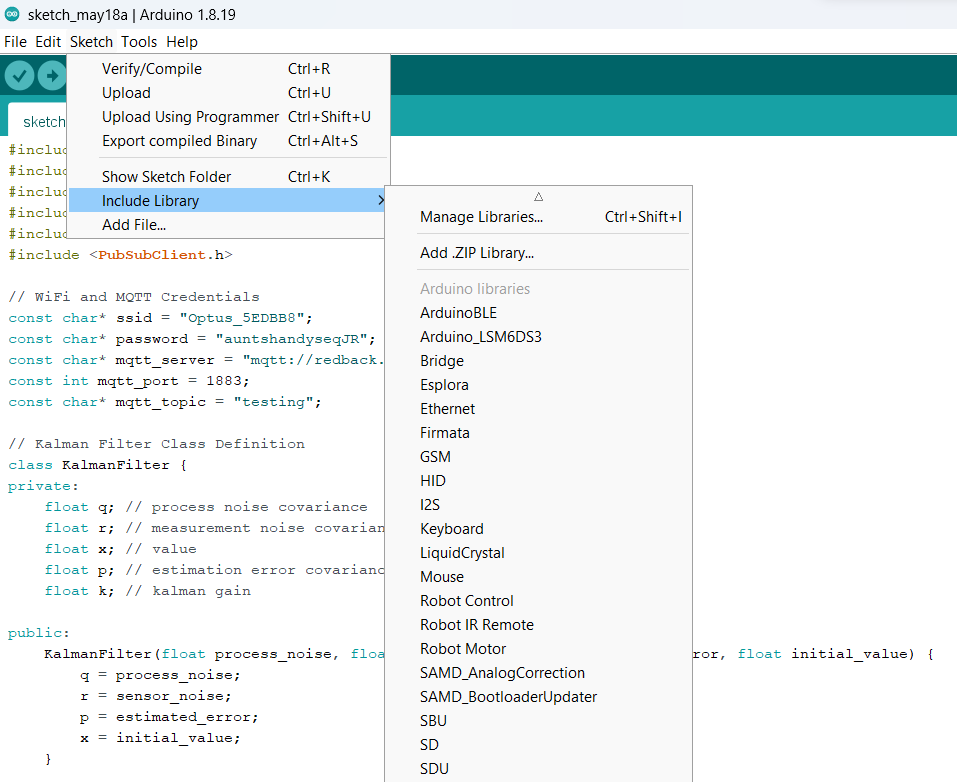 sketch_may18a | Arduino 1.8.19
File Edit Sketch Tools Help
Verify/Compile Ctrl+R
Upload Ctrl+U
Upload Using Programmer Ctrl+Shift+U
Export compiled Binary Ctrl+Alt+S
Show Sketch Folder Ctrl+K
Include Library
Add File...
Manage Libraries... Ctrl+Shift+I
Add .ZIP Library...
Arduino libraries
ArduinoBLE
Arduino_LSM6DS3
Bridge
Esplora
Ethernet
Firmata
GSM
HID
I2S
Keyboard
LiquidCrystal
Mouse
Robot Control
Robot IR Remote
Robot Motor
SAMD_AnalogCorrection
SAMD_BootloaderUpdater
SBU
SD
SDU
sketch
#includ
#includ
#includ
#includ
#includ
#include <PubSubClient.h>
// WiFi and MQTT Credentials
const char* ssid = "Optus_5EDBB8";
const char* password = "auntshandyseqJR";
const char* mqtt_server = "mqtt://redback.
const int mqtt_port = 1883;
const char* mqtt_topic = "testing";
// Kalman Filter Class Definition
class KalmanFilter {
private:
float q; // process noise covariance
float r; // measurement noise covarian
float x; // value
float p; // estimation error covarianc
float k; // kalman gain
public:
KalmanFilter(float process_noise, floa ror, float initial_value) {
q = process_noise;
r = sensor_noise;
p = estimated_error;
x = initial_value;
}